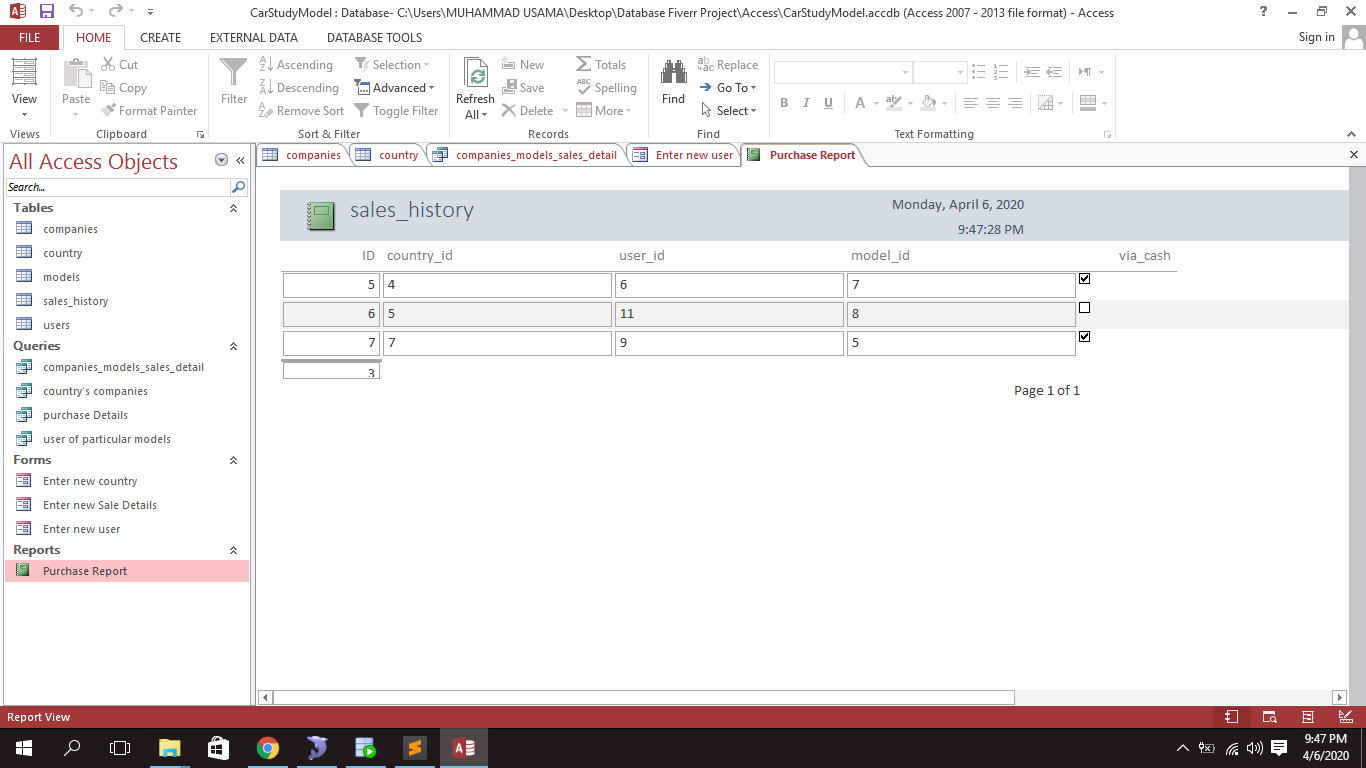 CarStudyModel : Database- C:\Users\MUHAMMAD USAMA\Desktop\Database Fiverr Project\Access\CarStudyModel.accdb (Access 2007 - 2013 file format) - Access
FILE HOME CREATE EXTERNAL DATA DATABASE TOOLS Sign in
View
Views
Paste
Cut
Copy
Format Painter
Clipboard
Filter
Ascending
Descending
Remove Sort
Selection
Advanced
Toggle Filter
Sort & Filter
Refresh
All
New
Save
Delete
Totals
Spelling
More
Records
Find
Replace
Go To
Select
Find
B I U A
Text Formatting
All Access Objects
Search...
Tables
companies
country
models
sales_history
users
Queries
companies_models_sales_detail
country's companies
purchase Details
user of particular models
Forms
Enter new country
Enter new Sale Details
Enter new user
Reports
Purchase Report
companies country companies_models_sales_detail Enter new user Purchase Report
sales_history
Monday, April 6, 2020
9:47:28 PM
ID country_id user_id model_id via_cash
5 4 6 7
6 5 11 8
7 7 9 5
3
Page 1 of 1
Report View
9:47 PM
4/6/2020